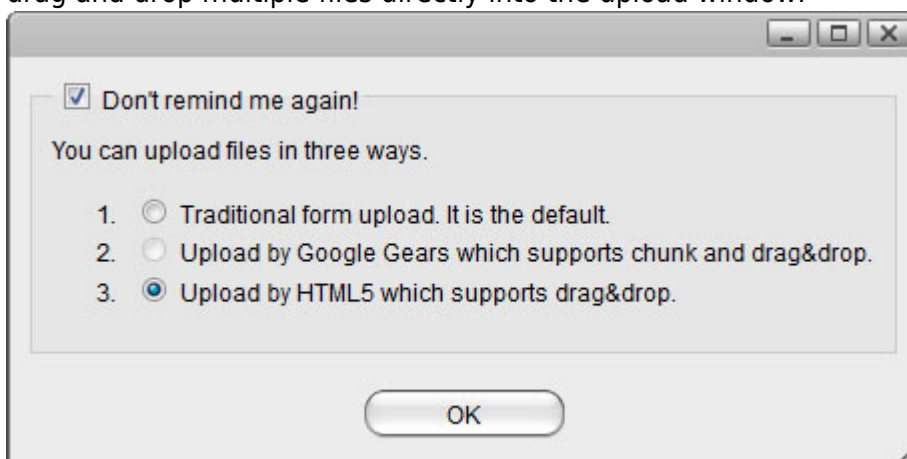 drag and drop multiple files directly into the upload window.
Don't remind me again!
You can upload files in three ways.
1. Traditional form upload. It is the default.
2. Upload by Google Gears which supports chunk and drag&drop.
3. Upload by HTML5 which supports drag&drop.
OK